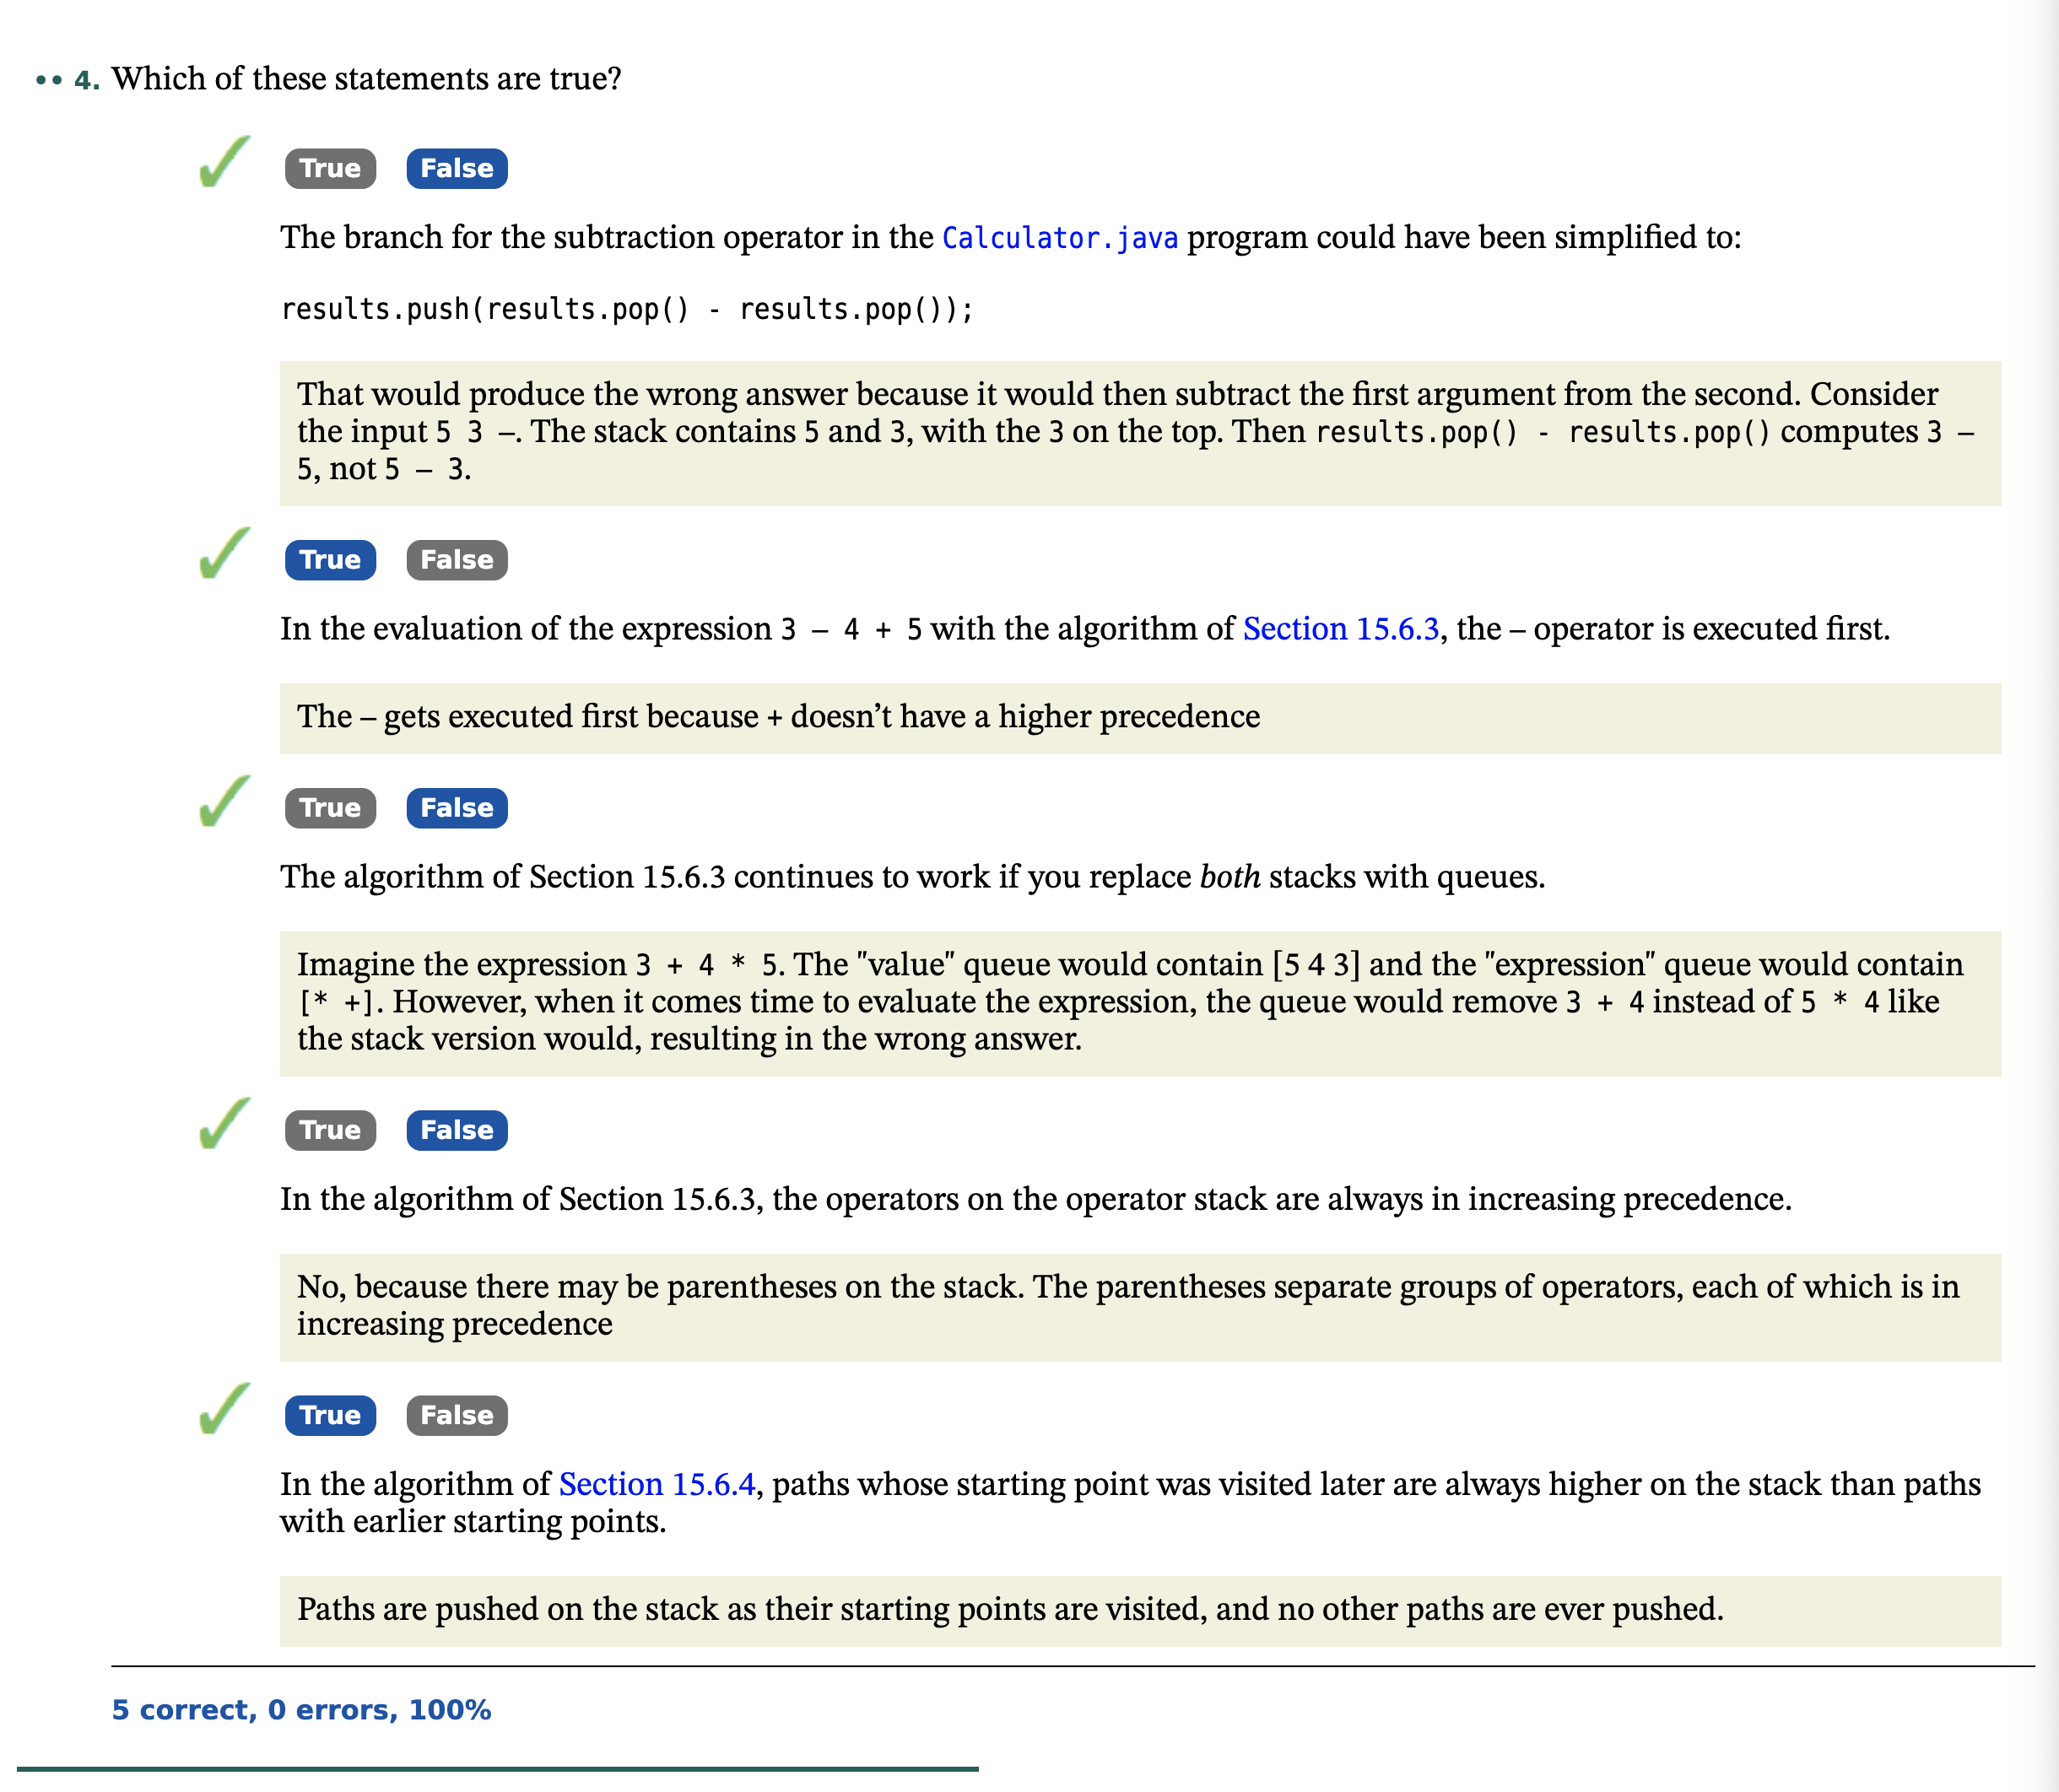 •• 4. Which of these statements are true?
True False
The branch for the subtraction operator in the Calculator.java program could have been simplified to:
results.push(results.pop() - results.pop());
That would produce the wrong answer because it would then subtract the first argument from the second. Consider
the input 5 3 –. The stack contains 5 and 3, with the 3 on the top. Then results.pop() - results.pop() computes 3 –
5, not 5 – 3.
True False
In the evaluation of the expression 3 – 4 + 5 with the algorithm of Section 15.6.3, the – operator is executed first.
The – gets executed first because + doesn’t have a higher precedence
True False
The algorithm of Section 15.6.3 continues to work if you replace both stacks with queues.
Imagine the expression 3 + 4 * 5. The "value" queue would contain [5 4 3] and the "expression" queue would contain
[* +]. However, when it comes time to evaluate the expression, the queue would remove 3 + 4 instead of 5 * 4 like
the stack version would, resulting in the wrong answer.
True False
In the algorithm of Section 15.6.3, the operators on the operator stack are always in increasing precedence.
No, because there may be parentheses on the stack. The parentheses separate groups of operators, each of which is in
increasing precedence
True False
In the algorithm of Section 15.6.4, paths whose starting point was visited later are always higher on the stack than paths
with earlier starting points.
Paths are pushed on the stack as their starting points are visited, and no other paths are ever pushed.
5 correct, 0 errors, 100%